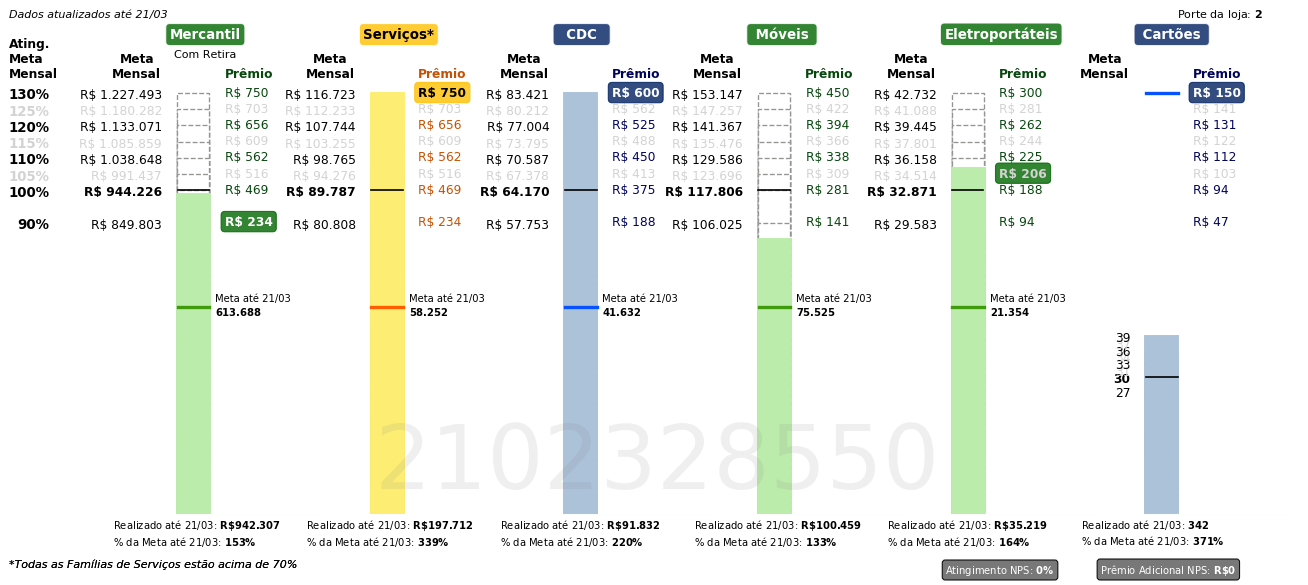 Dados atualizados até 21/03
Porte da loja: 2
Mercantil Serviços* CDC Móveis Eletroportáteis Cartões
Com Retira
Ating. Meta Mensal
Meta Mensal Prêmio Meta Mensal Prêmio Meta Mensal Prêmio Meta Mensal Prêmio Meta Mensal Prêmio Meta Mensal Prêmio
130% R$ 1.227.493 R$ 750 R$ 116.723 R$ 750 R$ 83.421 R$ 600 R$ 153.147 R$ 450 R$ 42.732 R$ 300 R$ 150
125% R$ 1.180.282 R$ 703 R$ 112.233 R$ 703 R$ 80.212 R$ 562 R$ 147.257 R$ 422 R$ 41.088 R$ 281 R$ 141
120% R$ 1.133.071 R$ 656 R$ 107.744 R$ 656 R$ 77.004 R$ 525 R$ 141.367 R$ 394 R$ 39.445 R$ 262 R$ 131
115% R$ 1.085.859 R$ 609 R$ 103.255 R$ 609 R$ 73.795 R$ 488 R$ 135.476 R$ 366 R$ 37.801 R$ 244 R$ 122
110% R$ 1.038.648 R$ 562 R$ 98.765 R$ 562 R$ 70.587 R$ 450 R$ 129.586 R$ 338 R$ 36.158 R$ 225 R$ 112
105% R$ 991.437 R$ 516 R$ 94.276 R$ 516 R$ 67.378 R$ 413 R$ 123.696 R$ 309 R$ 34.514 R$ 206 R$ 103
100% R$ 944.226 R$ 469 R$ 89.787 R$ 469 R$ 64.170 R$ 375 R$ 117.806 R$ 281 R$ 32.871 R$ 188 R$ 94
90% R$ 849.803 R$ 234 R$ 80.808 R$ 234 R$ 57.753 R$ 188 R$ 106.025 R$ 141 R$ 29.583 R$ 94 R$ 47
Meta até 21/03 Meta até 21/03 Meta até 21/03 Meta até 21/03 Meta até 21/03
613.688 58.252 41.632 75.525 21.354
39
36
33
30
27
2102328550
Realizado até 21/03: R$942.307 Realizado até 21/03: R$197.712 Realizado até 21/03: R$91.832 Realizado até 21/03: R$100.459 Realizado até 21/03: R$35.219 Realizado até 21/03: 342
% da Meta até 21/03: 153% % da Meta até 21/03: 339% % da Meta até 21/03: 220% % da Meta até 21/03: 133% % da Meta até 21/03: 164% % da Meta até 21/03: 371%
*Todas as Famílias de Serviços estão acima de 70%
Atingimento NPS: 0% Prêmio Adicional NPS: R$0